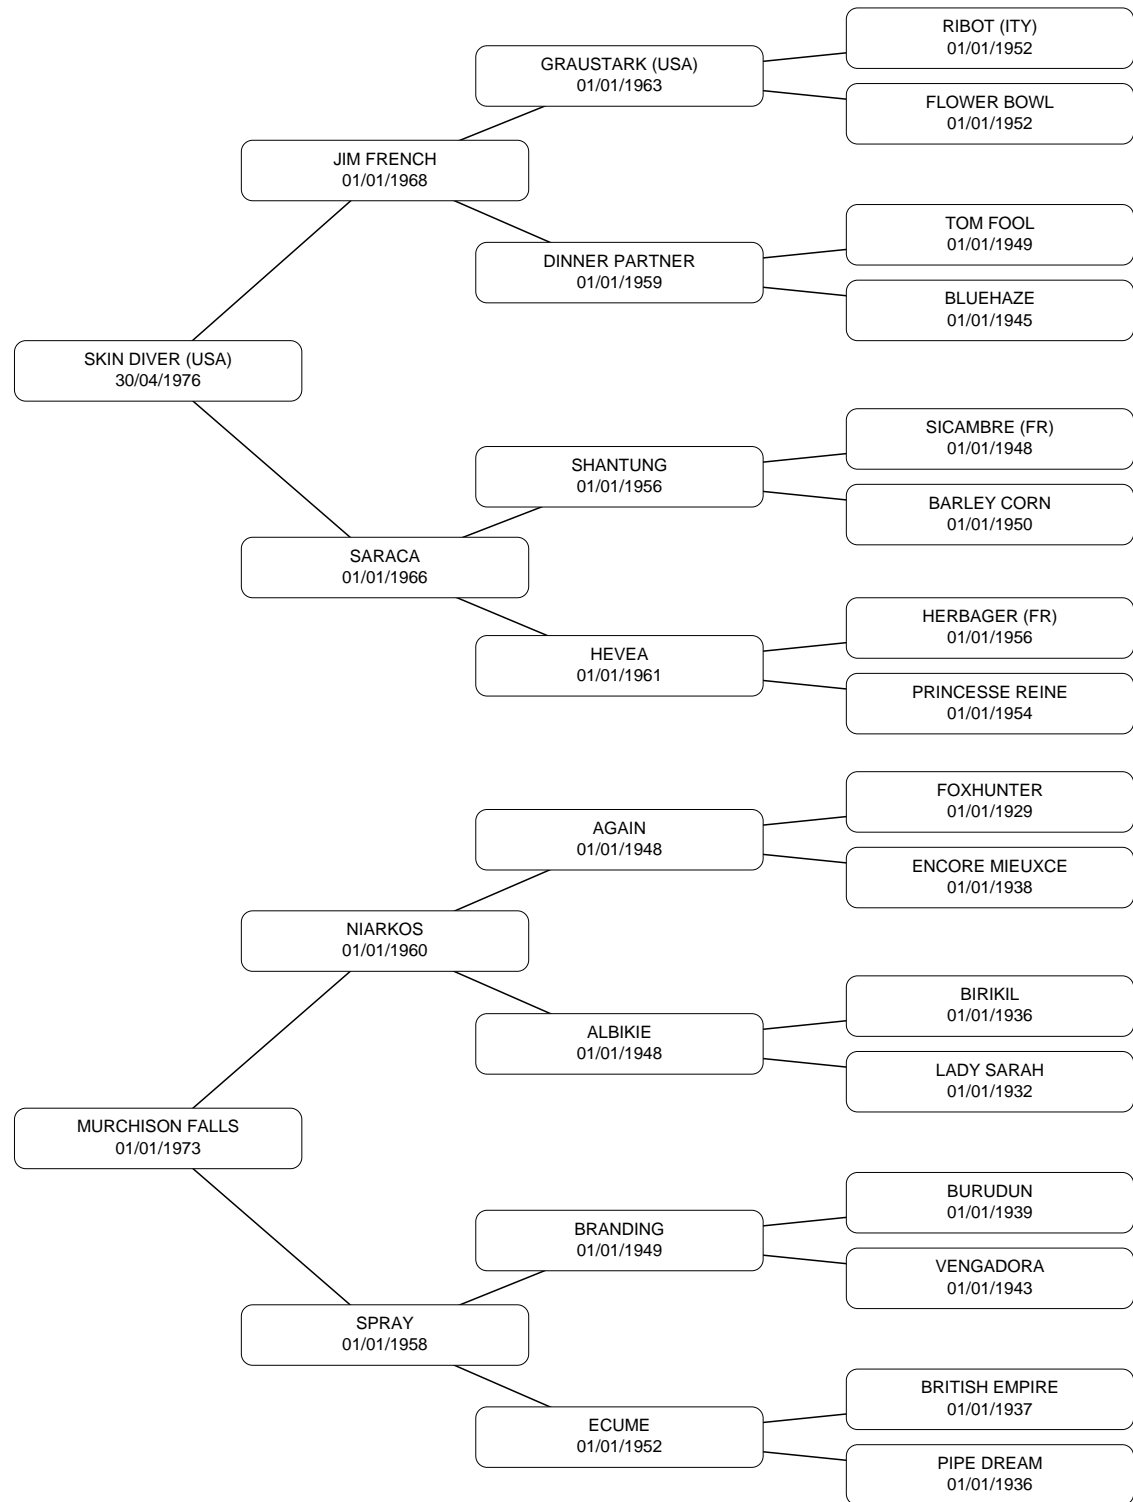 RIBOT (ITY)
01/01/1952
GRAUSTARK (USA)
01/01/1963
FLOWER BOWL
01/01/1952
JIM FRENCH
01/01/1968
TOM FOOL
01/01/1949
DINNER PARTNER
01/01/1959
BLUEHAZE
01/01/1945
SKIN DIVER (USA)
30/04/1976
SICAMBRE (FR)
01/01/1948
SHANTUNG
01/01/1956
BARLEY CORN
01/01/1950
SARACA
01/01/1966
HERBAGER (FR)
01/01/1956
HEVEA
01/01/1961
PRINCESSE REINE
01/01/1954
FOXHUNTER
01/01/1929
AGAIN
01/01/1948
ENCORE MIEUXCE
01/01/1938
NIARKOS
01/01/1960
BIRIKIL
01/01/1936
ALBIKIE
01/01/1948
LADY SARAH
01/01/1932
MURCHISON FALLS
01/01/1973
BURUDUN
01/01/1939
BRANDING
01/01/1949
VENGADORA
01/01/1943
SPRAY
01/01/1958
BRITISH EMPIRE
01/01/1937
ECUME
01/01/1952
PIPE DREAM
01/01/1936